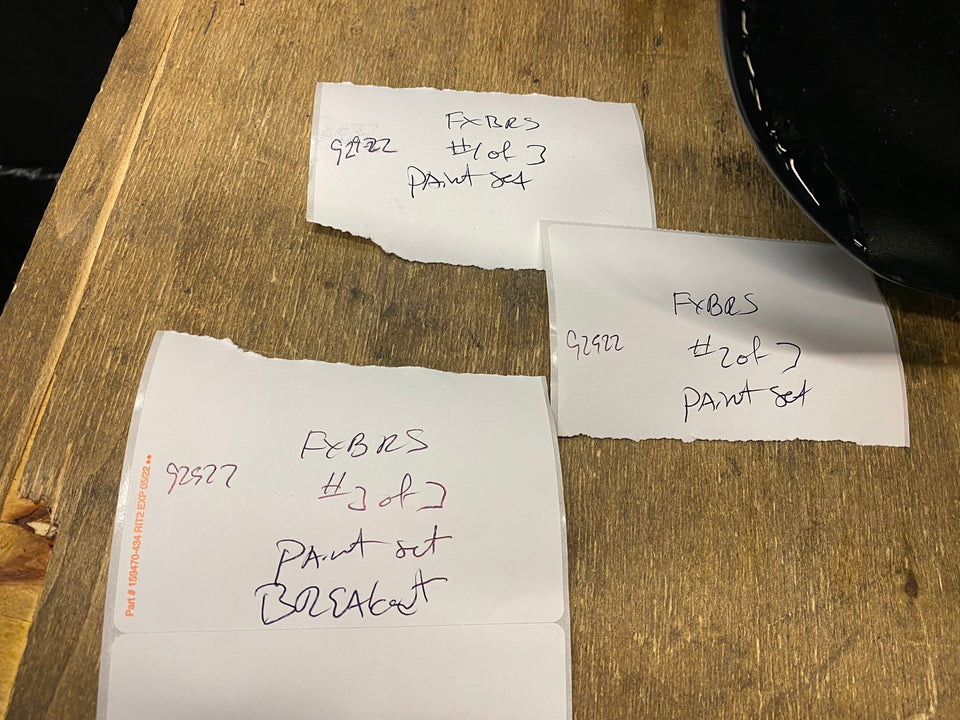 FXBRS
92922
#1 of 3
PAINT set
FXBRS
92922
#2 of 3
PAINT set
FXBRS
92922
#3 of 3
PAINT set
BREAKOUT
Part # 159470-434 RIT2 EXP 05/22 ••